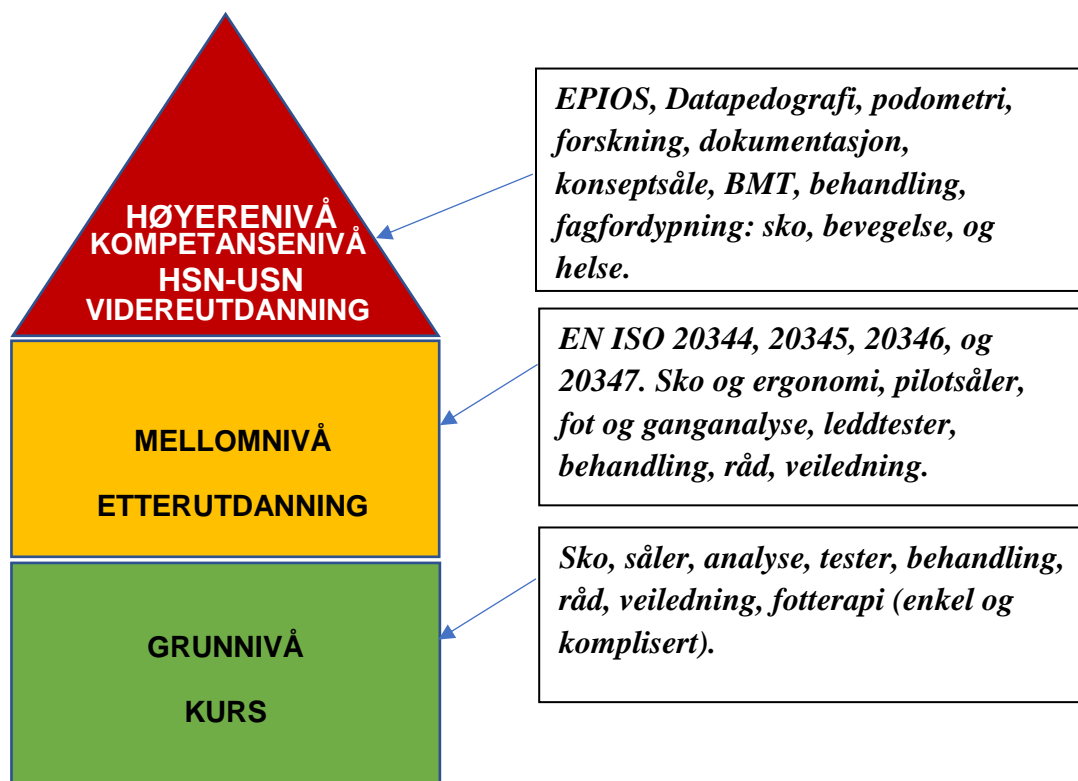 HØYERENIVÅ
KOMPETANSENIVÅ
HSN-USN
VIDEREUTDANNING
EPIOS, Datapedografi, podometri,
forskning, dokumentasjon,
konseptsåle, BMT, behandling,
fagfordypning: sko, bevegelse, og
helse.
MELLOMNIVÅ
ETTERUTDANNING
EN ISO 20344, 20345, 20346, og
20347. Sko og ergonomi, pilotsåler,
fot og ganganalyse, leddtester,
behandling, råd, veiledning.
GRUNNIVÅ
KURS
Sko, såler, analyse, tester, behandling,
råd, veiledning, fotterapi (enkel og
komplisert).